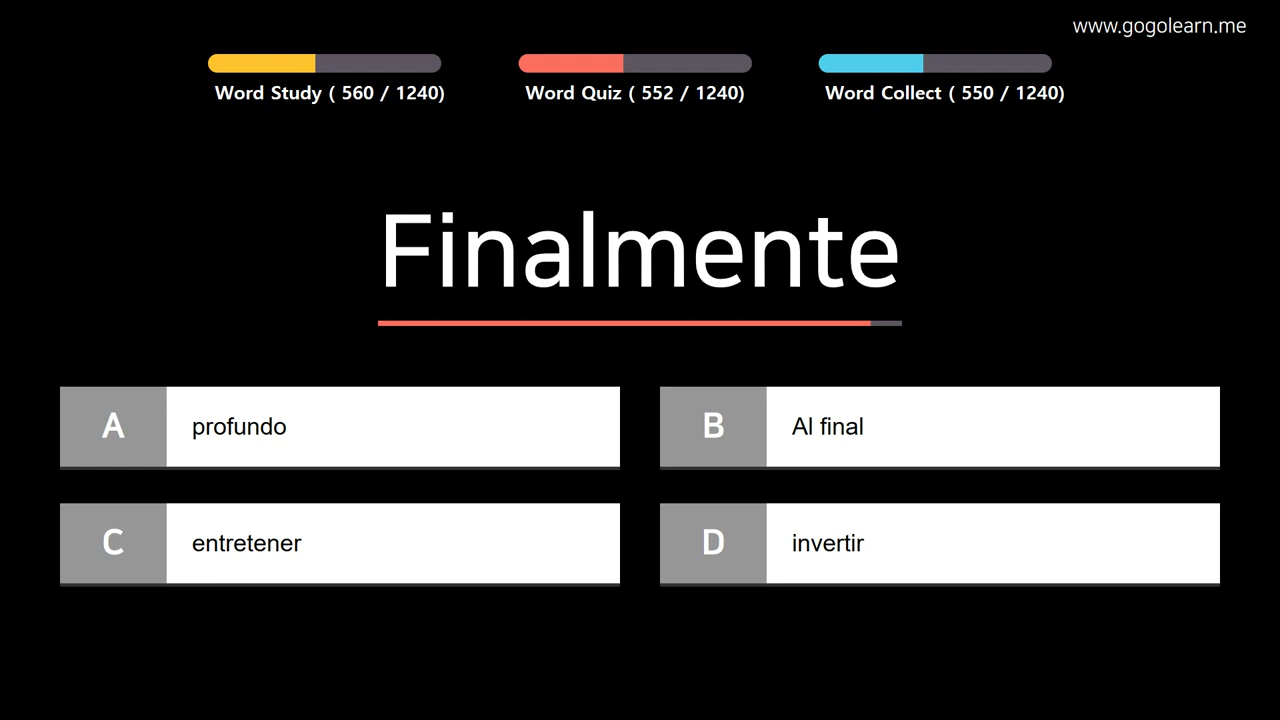 www.gogolearn.me
Word Study ( 560 / 1240)
Word Quiz ( 552 / 1240)
Word Collect ( 550 / 1240)
Finalmente
A profundo
B Al final
C entretener
D invertir